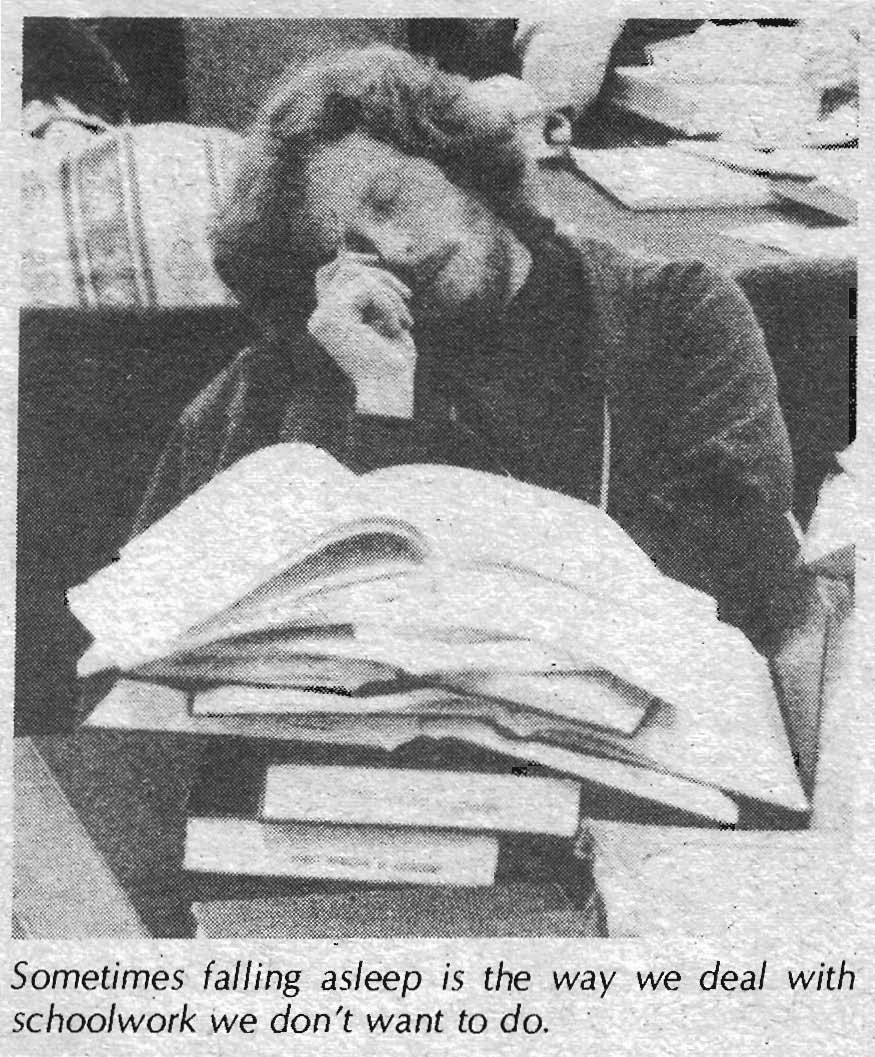 Sometimes falling asleep is the way we deal with
schoolwork we don't want to do.